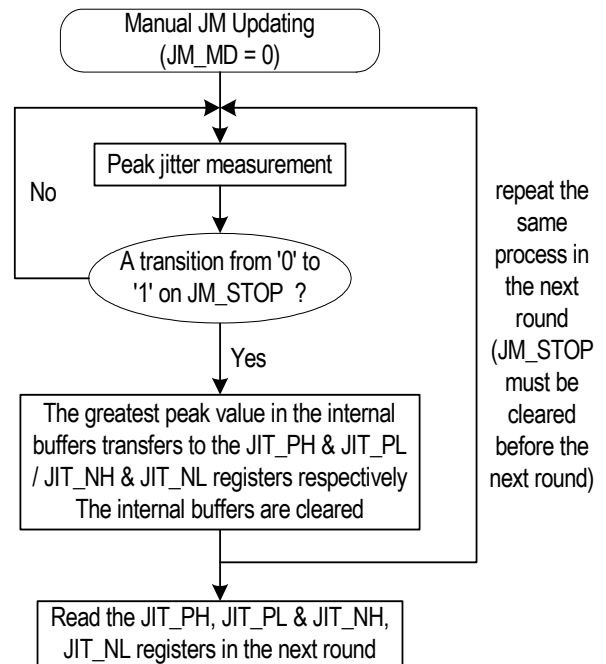 Manual JM Updating
(JM_MD = 0)
Peak jitter measurement
No
A transition from '0' to
'1' on JM_STOP ?
Yes
The greatest peak value in the internal
buffers transfers to the JIT_PH & JIT_PL
/ JIT_NH & JIT_NL registers respectively
The internal buffers are cleared
repeat the
same
process in
the next
round
(JM_STOP
must be
cleared
before the
next round)
Read the JIT_PH, JIT_PL & JIT_NH,
JIT_NL registers in the next round